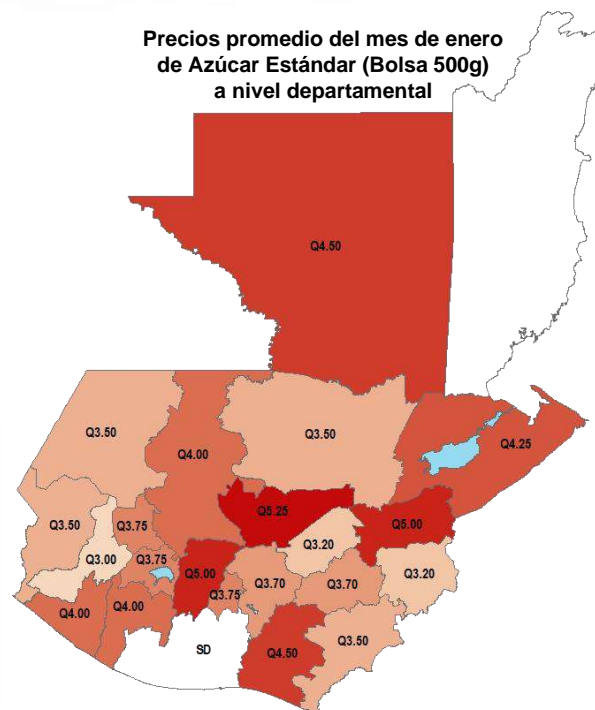 Precios promedio del mes de enero
de Azúcar Estándar (Bolsa 500g)
a nivel departamental
Q4.50
Q3.50
Q4.00
Q3.50
Q4.25
Q5.25
Q5.00
Q3.50
Q3.75
Q3.20
Q3.00
Q3.75
Q5.00
Q3.20
Q3.75
Q3.70
Q3.70
Q4.00
Q4.00
Q3.50
SD
Q4.50